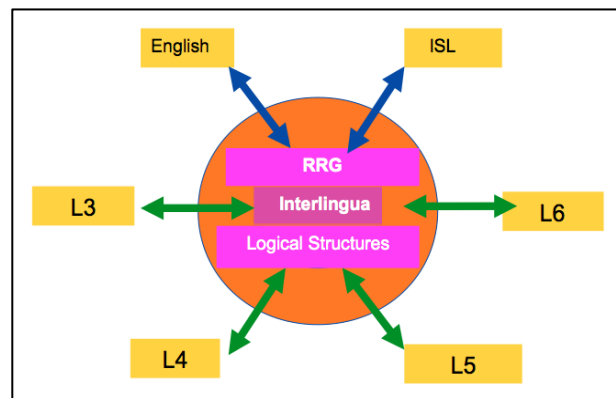 English
ISL
RRG
Interlingua
Logical Structures
L3
L6
L4
L5